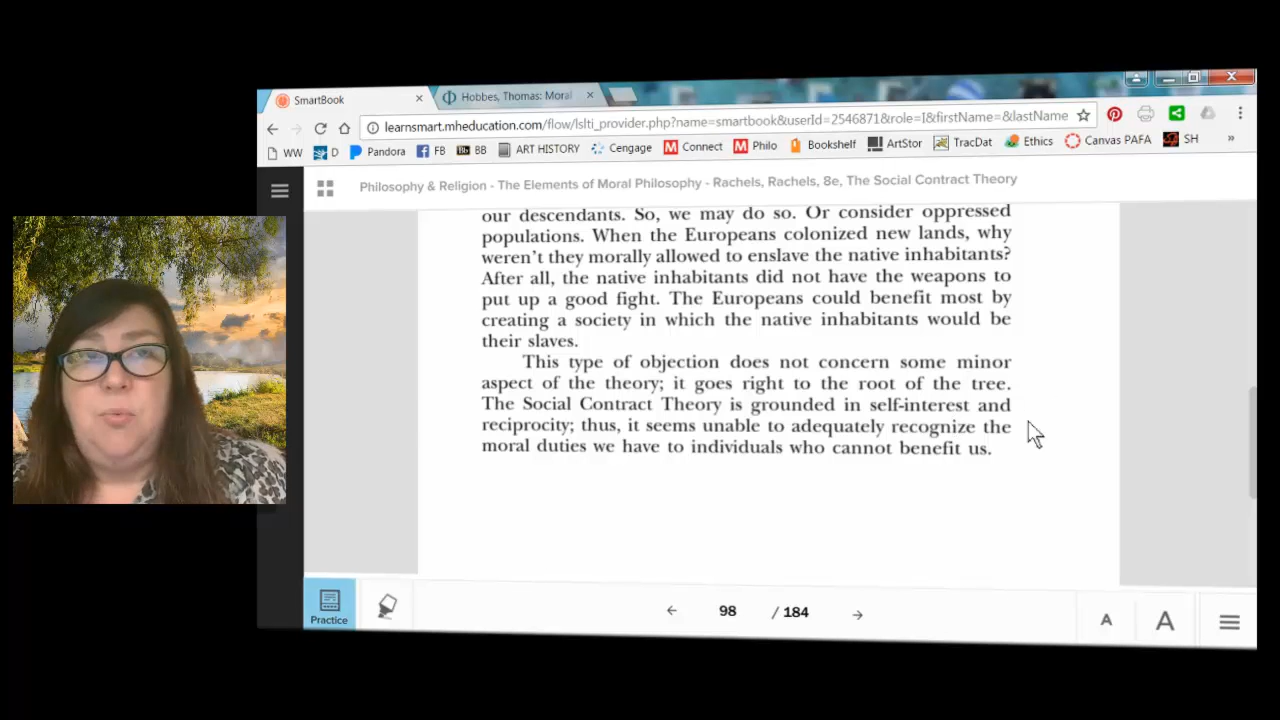 SmartBook
Hobbes, Thomas: Moral
learnsmart.mheducation.com/flow/lslti_provider.php?name=smartbook&userId=2546871&role=l&firstName=&lastName
WW D Pandora FB BB ART HISTORY Cengage Connect Philo Bookshelf ArtStor TracDat Ethics Canvas PAFA SH »
Philosophy & Religion - The Elements of Moral Philosophy - Rachels, Rachels, 8e, The Social Contract Theory
our descendants. So, we may do so. Or consider oppressed
populations. When the Europeans colonized new lands, why
weren't they morally allowed to enslave the native inhabitants?
After all, the native inhabitants did not have the weapons to
put up a good fight. The Europeans could benefit most by
creating a society in which the native inhabitants would be
their slaves.
This type of objection does not concern some minor
aspect of the theory; it goes right to the root of the tree.
The Social Contract Theory is grounded in self-interest and
reciprocity; thus, it seems unable to adequately recognize the
moral duties we have to individuals who cannot benefit us.
Practice
98 / 184
A A